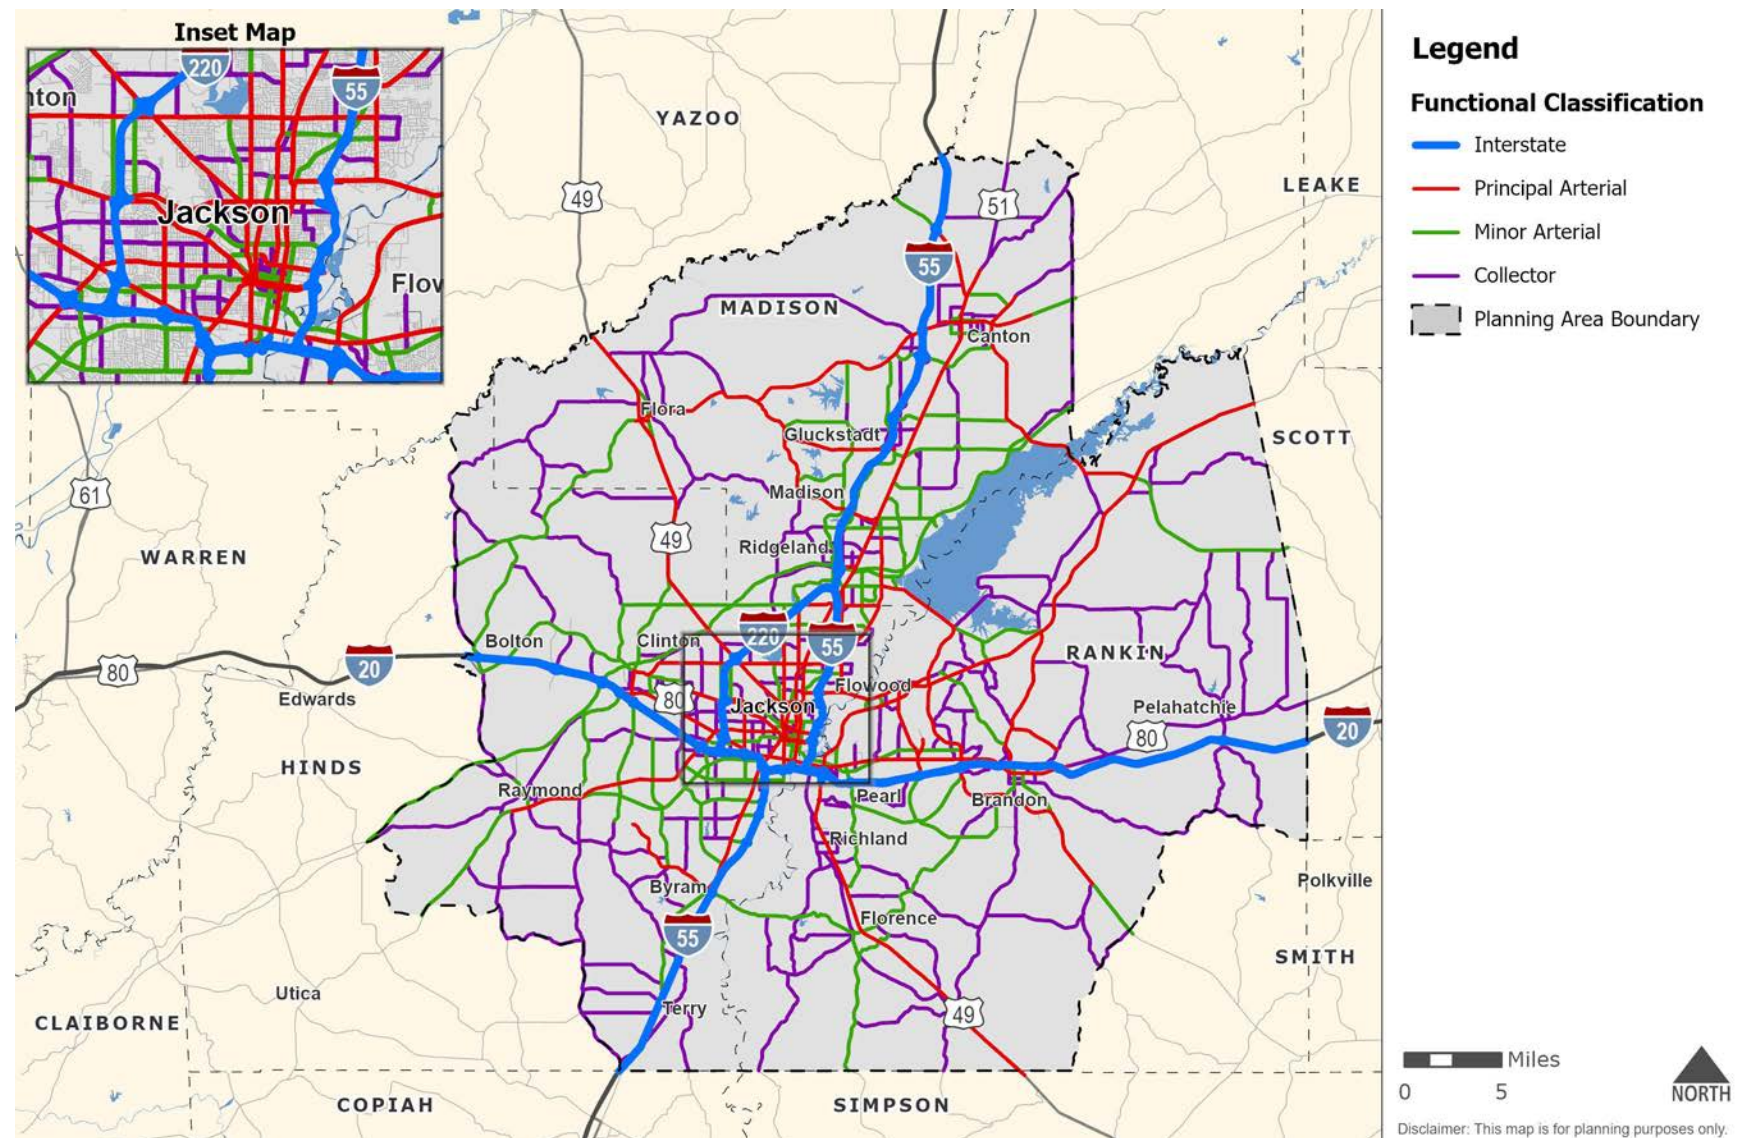 Inset Map
220
55
nton
Jackson
Flow
YAZOO
49
51
LEAKE
55
MADISON
Canton
Flora
Gluckstadt
SCOTT
61
Madison
49
Ridgeland
WARREN
Bolton
Clinton
220
55
RANKIN
80
20
Edwards
80
Flowood
Jackson
Pelahatchie
80
20
HINDS
Raymond
Pearl
Brandon
Richland
Byram
Polkville
Florence
55
SMITH
Utica
Terry
49
CLAIBORNE
COPIAH
SIMPSON
Legend
Functional Classification
Interstate
Principal Arterial
Minor Arterial
Collector
Planning Area Boundary
Miles
0 5
NORTH
Disclaimer: This map is for planning purposes only.